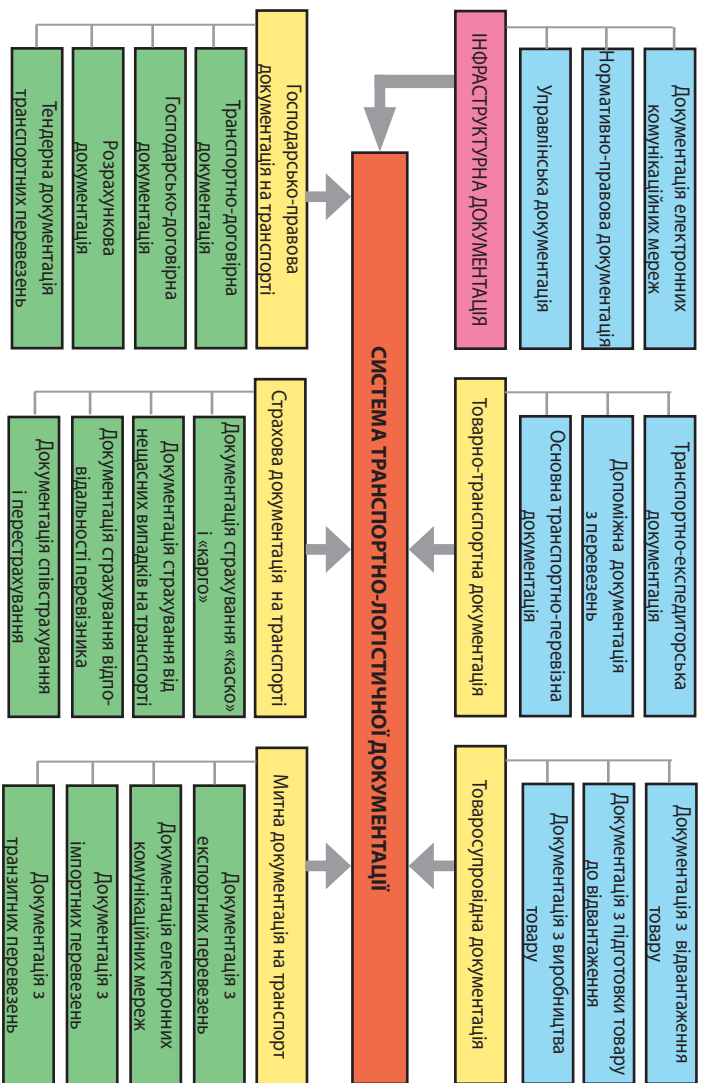 Документація електронних
комунікаційних мереж
Нормативно-правова документація
Управлінська документація
ІНФРАСТРУКТУРНА ДОКУМЕНТАЦІЯ
Транспортно-експедиторська
документація
Допоміжна документація
з перевезень
Основна транспортно-перевізна
документація
Товарно-транспортна документація
Документація з відвантаження
товару
Документація з підготовки товару
до відвантаження
Документація з виробництва
товару
Товаросупровідна документація
СИСТЕМА ТРАНСПОРТНО-ЛОГІСТИЧНОЇ ДОКУМЕНТАЦІЇ
Господарсько-правова
документація на транспорті
Транспортно-договірна
документація
Господарсько-договірна
документація
Розрахункова
документація
Тендерна документація
транспортних перевезень
Страхова документація на транспорті
Документація страхування «каско»
і «карго»
Документація страхування від
нещасних випадків на транспорті
Документація страхування відпо-
відальності перевізника
Документація співстрахування
і перестрахування
Митна документація на транспорт
Документація з
експортних перевезень
Документація електронних
комунікаційних мереж
Документація з
імпортних перевезень
Документація з
транзитних перевезень